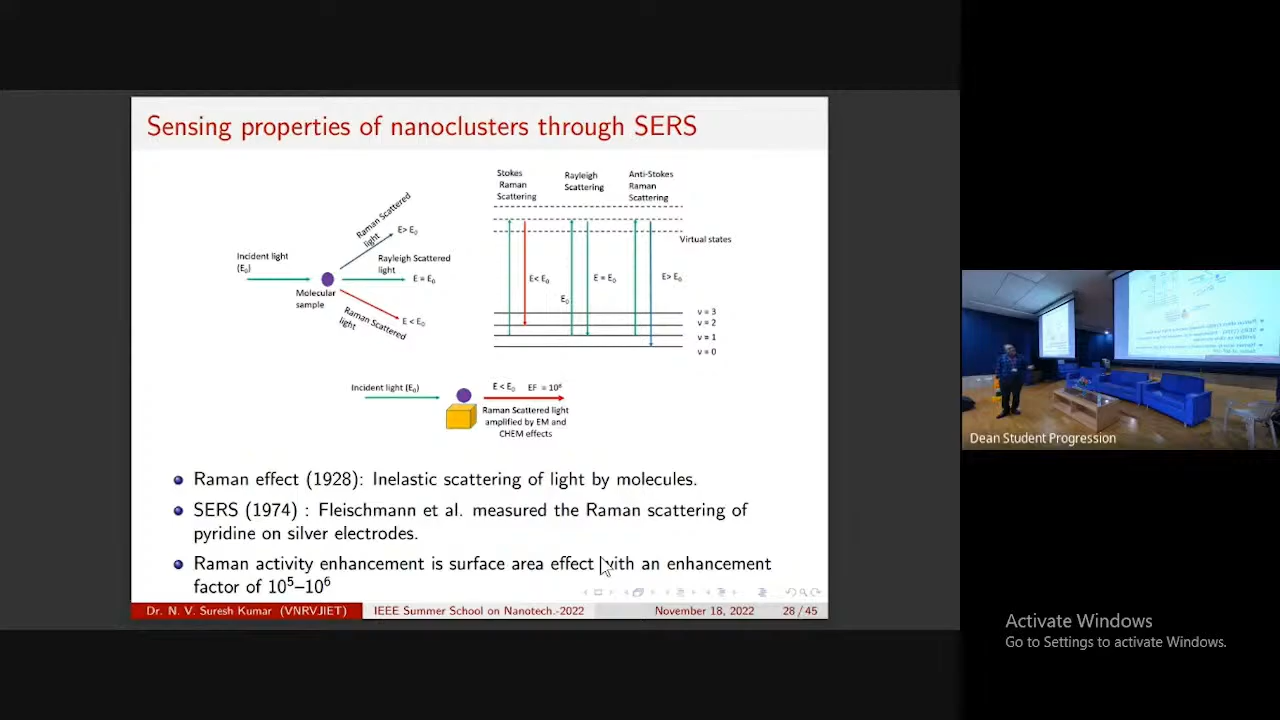 Sensing properties of nanoclusters through SERS
Incident light
(E₀)
Molecular
sample
Raman Scattered
light
E> E₀
Rayleigh Scattered
light
E = E₀
Raman Scattered
light
E < E₀
Stokes
Raman
Scattering
Rayleigh
Scattering
Anti-Stokes
Raman
Scattering
Virtual states
E< E₀
E₀
E = E₀
E> E₀
v = 3
v = 2
v = 1
v = 0
Incident light (E₀)
E < E₀ EF = 10⁸
Raman Scattered light
amplified by EM and
CHEM effects
Raman effect (1928): Inelastic scattering of light by molecules.
SERS (1974) : Fleischmann et al. measured the Raman scattering of
pyridine on silver electrodes.
Raman activity enhancement is surface area effect with an enhancement
factor of 10⁵–10⁶
Dr. N. V. Suresh Kumar (VNRVJIET) IEEE Summer School on Nanotech.-2022 November 18, 2022 28 / 45
Dean Student Progression
Activate Windows
Go to Settings to activate Windows.